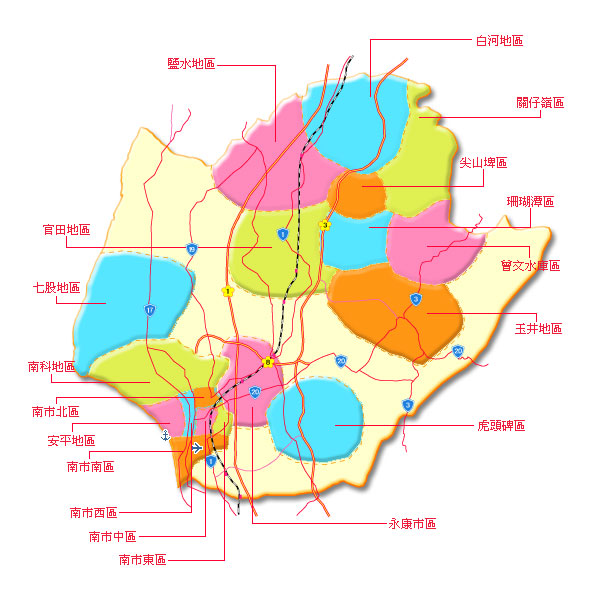 白河地區
鹽水地區
關仔嶺區
尖山埤區
珊瑚潭區
官田地區
曾文水庫區
七股地區
玉井地區
南科地區
南市北區
安平地區
南市南區
虎頭碑區
南市西區
永康市區
南市中區
南市東區
1
3
19
1
3
17
8
20
20
20
3
1